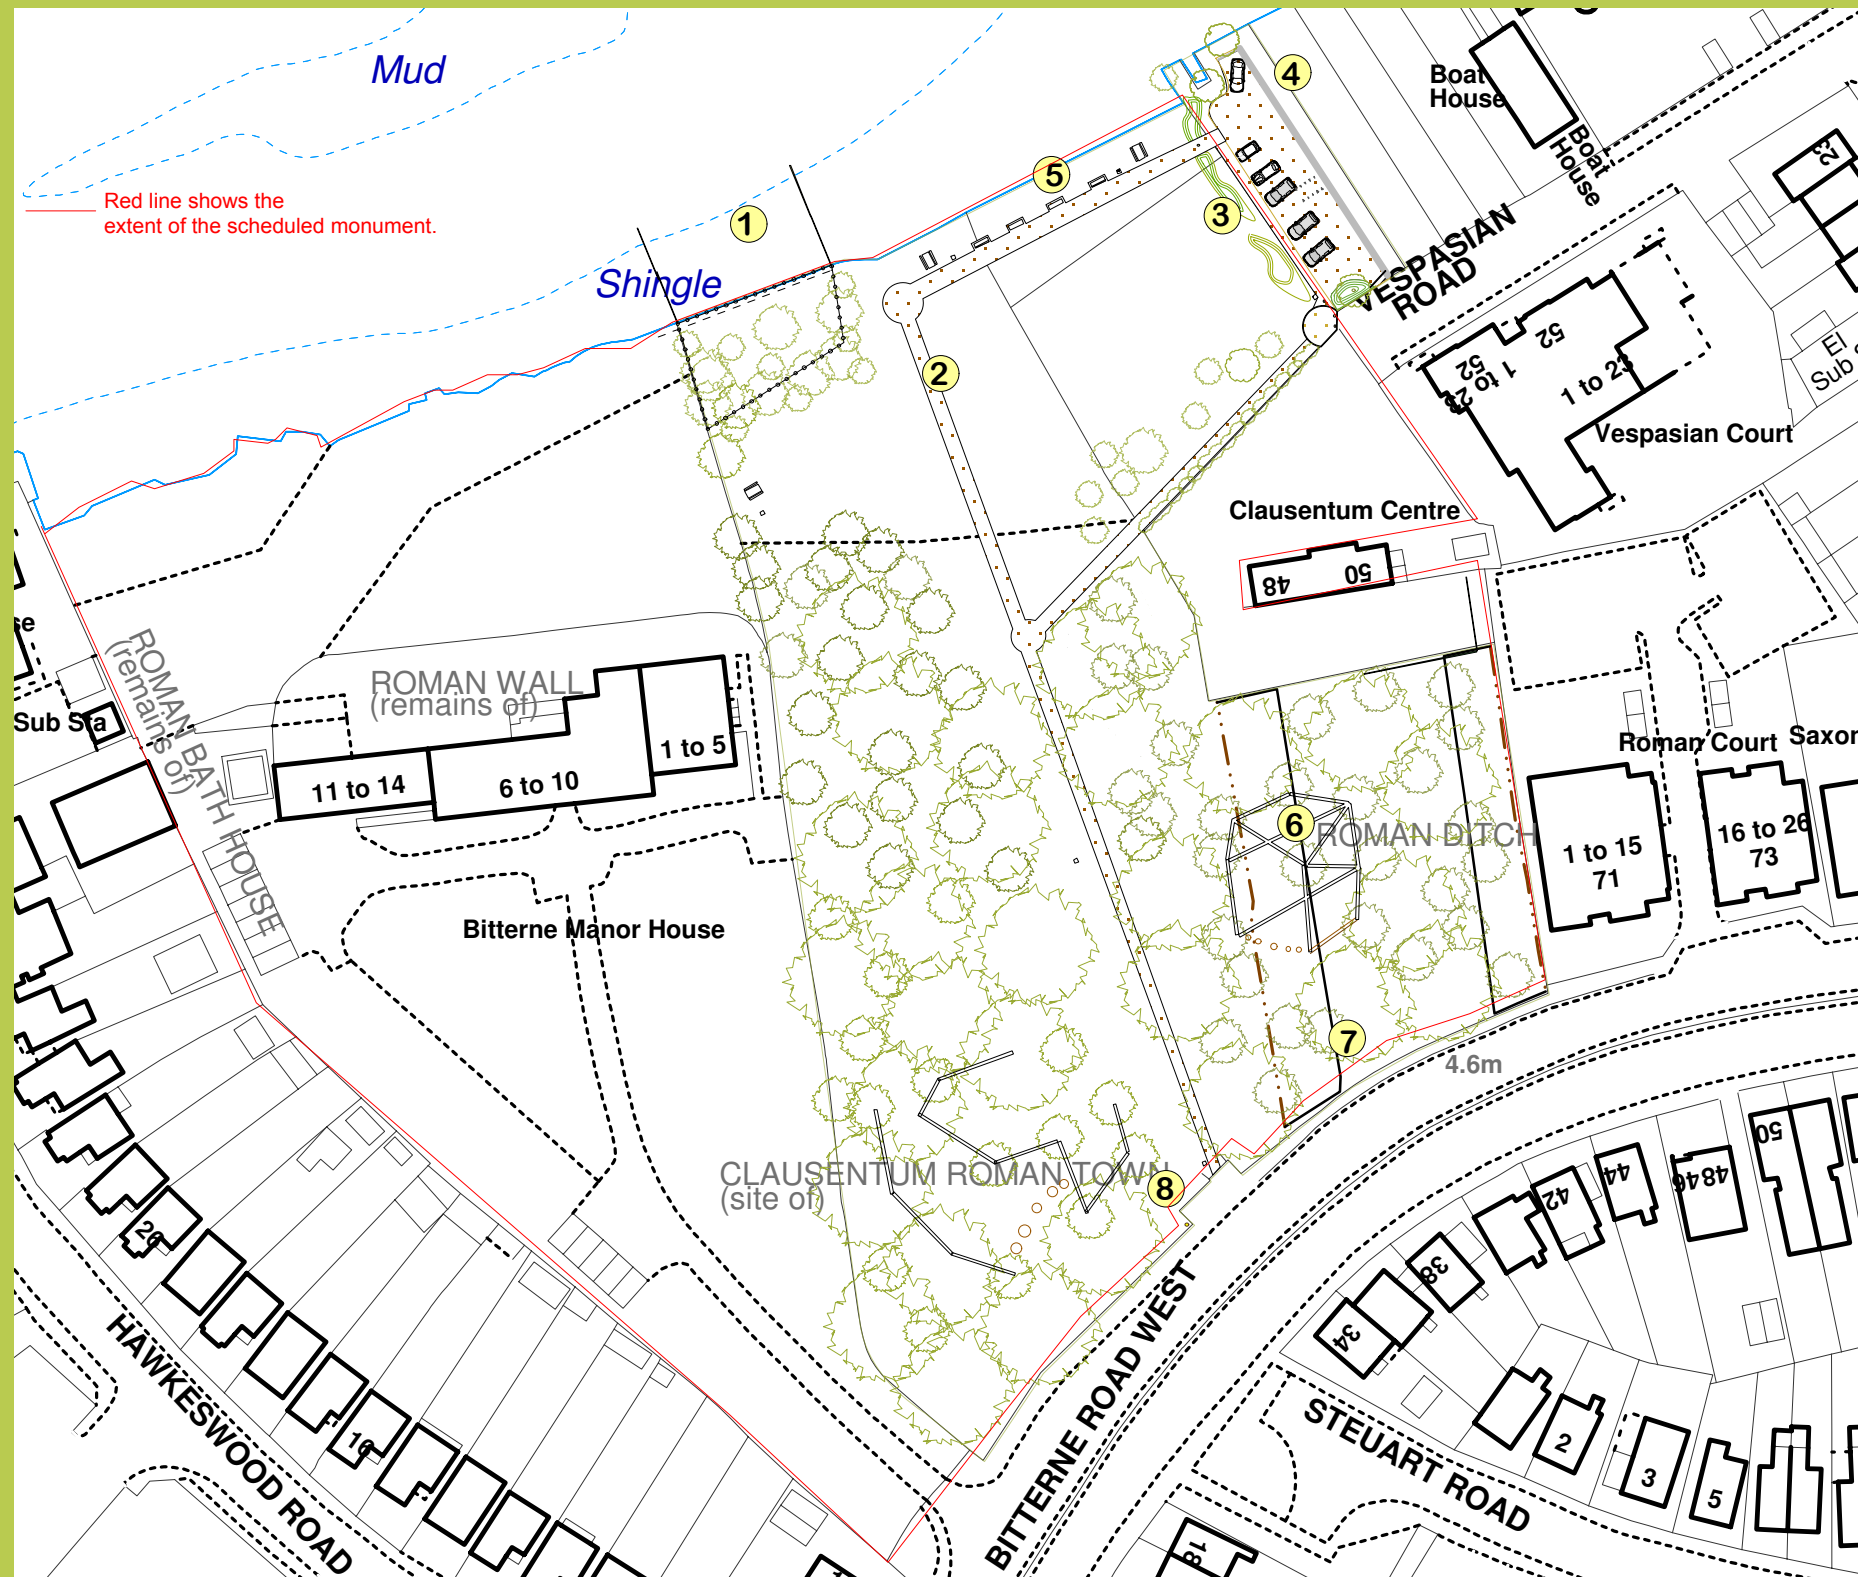 Mud
Red line shows the
extent of the scheduled monument.
Shingle
1
2
3
4
5
Boat
House
Boat
House
23
VESPASIAN
ROAD
52
52
1 to 23
1 to 23
El
Sub
Vespasian Court
Clausentum Centre
48
50
se
ROMAN WALL
(remains of)
ROMAN BATH HOUSE
(remains of)
Sub Sta
11 to 14
6 to 10
1 to 5
Roman Court
Saxon
6
ROMAN DITCH
1 to 15
71
16 to 26
73
Bitterne Manor House
7
4.6m
CLAUSENTUM ROMAN TOWN
(site of)
8
50
48
46
44
42
38
34
26
16
HAWKESWOOD ROAD
BITTERNE ROAD WEST
STEUART ROAD
2
3
5
18